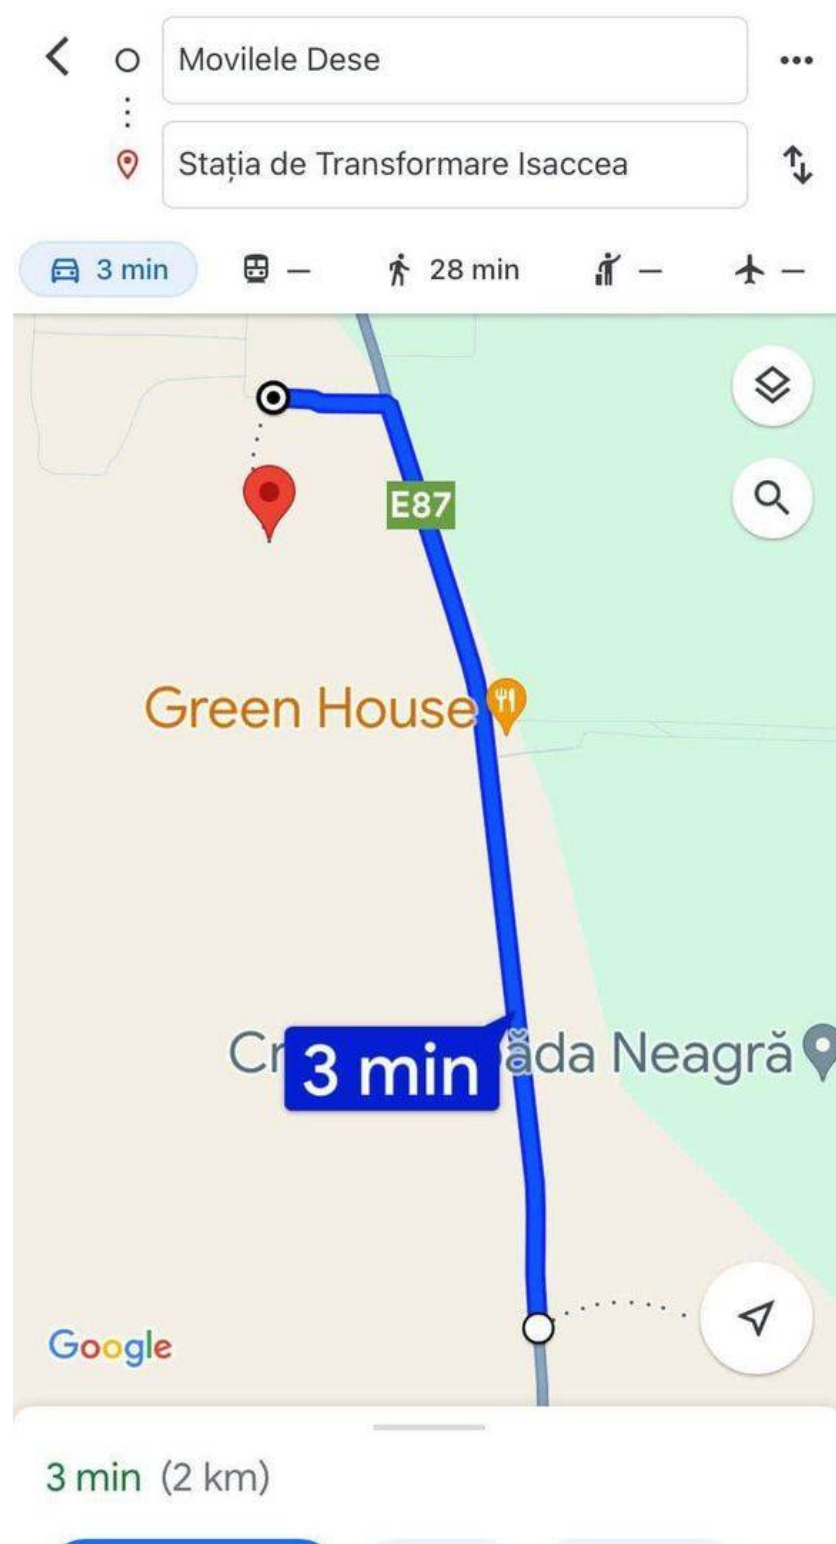 Movilele Dese
Stația de Transformare Isaccea
3 min
28 min
E87
Green House
3 min
Neagră
Google
3 min (2 km)